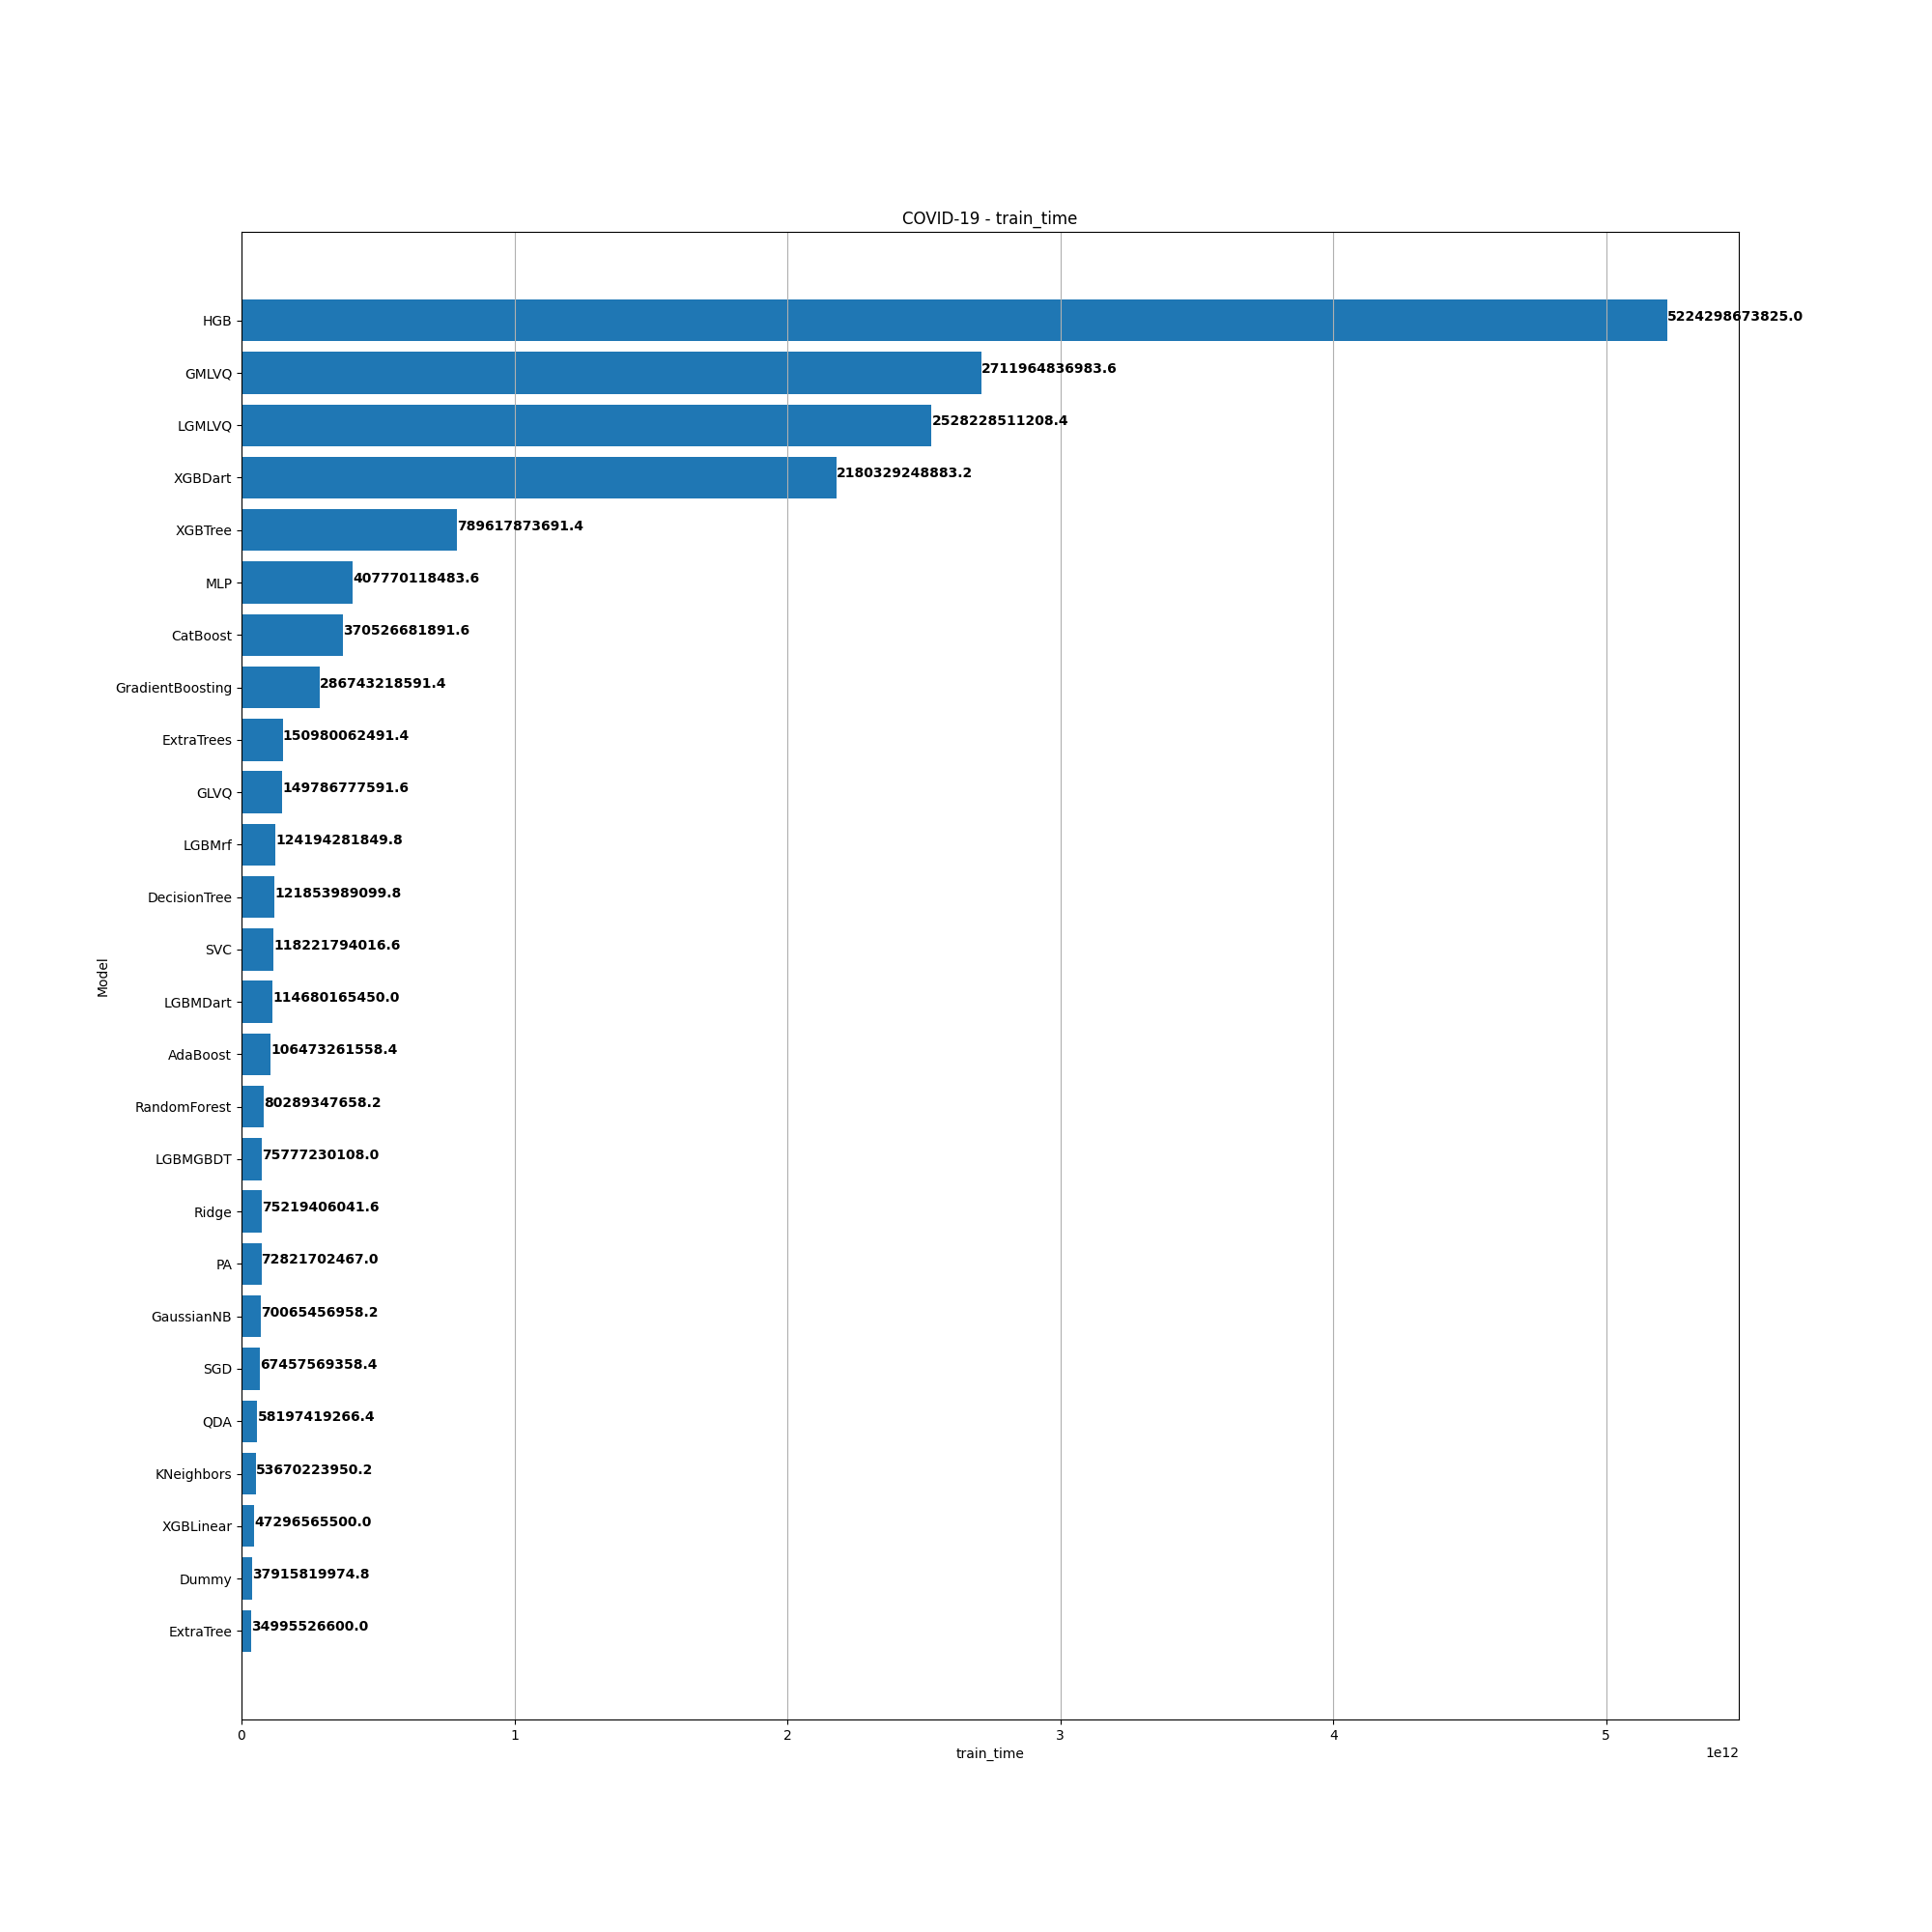 COVID-19 - train_time
HGB 5224298673825.0
GMLVQ 2711964836983.6
LGMLVQ 2528228511208.4
XGBDart 2180329248883.2
XGBTree 789617873691.4
MLP 407770118483.6
CatBoost 370526681891.6
GradientBoosting 286743218591.4
ExtraTrees 150980062491.4
GLVQ 149786777591.6
LGBMrf 124194281849.8
DecisionTree 121853989099.8
SVC 118221794016.6
LGBMDart 114680165450.0
AdaBoost 106473261558.4
RandomForest 80289347658.2
LGBMGBDT 75777230108.0
Ridge 75219406041.6
PA 72821702467.0
GaussianNB 70065456958.2
SGD 67457569358.4
QDA 58197419266.4
KNeighbors 53670223950.2
XGBLinear 47296565500.0
Dummy 37915819974.8
ExtraTree 34995526600.0
Model
0 1 2 3 4 5
train_time
1e12